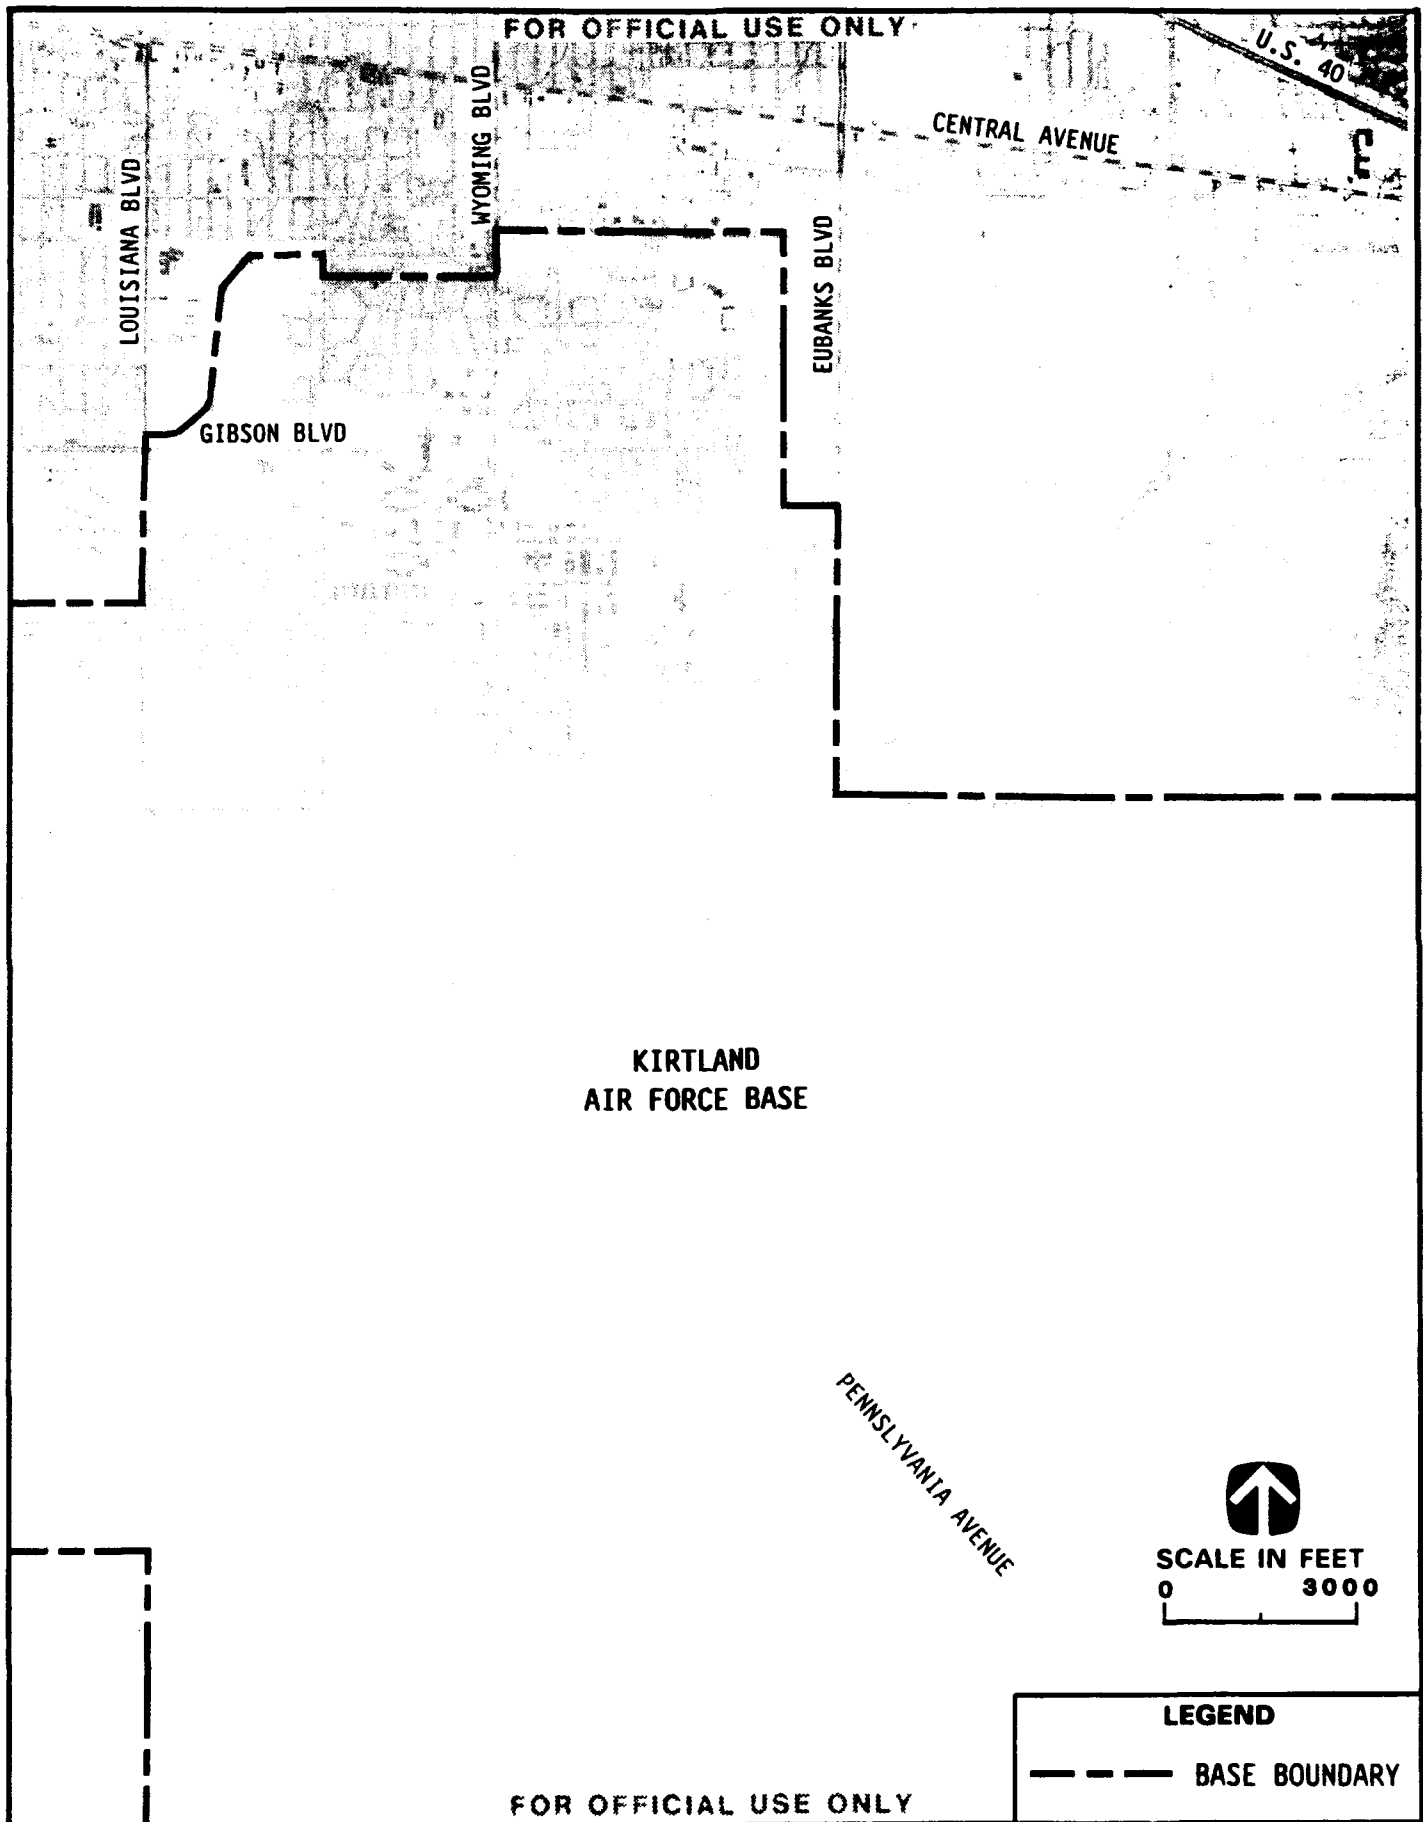 FOR OFFICIAL USE ONLY
U.S. 40
CENTRAL AVENUE
WYOMING BLVD
LOUISIANA BLVD
EUBANKS BLVD
GIBSON BLVD
KIRTLAND
AIR FORCE BASE
PENNSLYVANIA AVENUE
SCALE IN FEET
0 3000
LEGEND
BASE BOUNDARY
FOR OFFICIAL USE ONLY